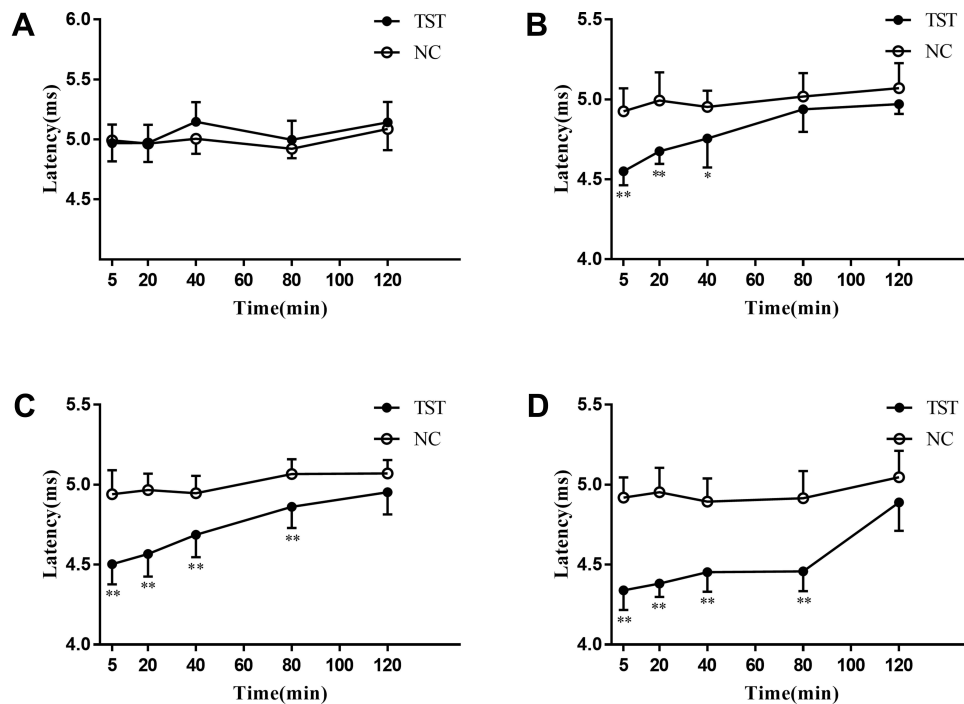 A
TST
NC
6.0
5.5
5.0
4.5
Latency(ms)
5 20 40 60 80 100 120
Time(min)
B
TST
NC
5.5
5.0
4.5
4.0
Latency(ms)
** ** *
5 20 40 60 80 100 120
Time(min)
C
TST
NC
5.5
5.0
4.5
4.0
Latency(ms)
** ** ** **
5 20 40 60 80 100 120
Time(min)
D
TST
NC
5.5
5.0
4.5
4.0
Latency(ms)
** ** ** **
5 20 40 60 80 100 120
Time(min)